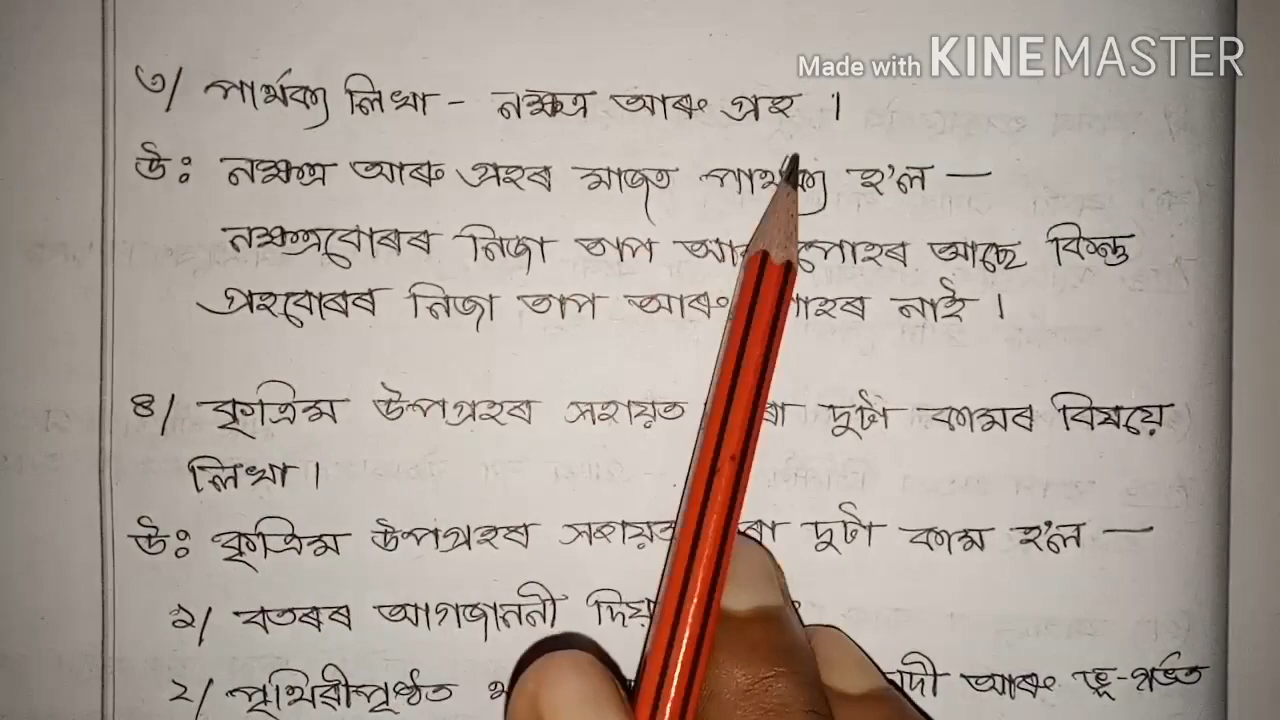 Made with KINEMASTER
৩/ পাৰ্থক্য লিখা - নক্ষত্ৰ আৰু গ্ৰহ ।
উঃ নক্ষত্ৰ আৰু গ্ৰহৰ মাজত পাৰ্থক্য হ'ল —
নক্ষত্ৰবোৰৰ নিজা তাপ পোহৰ আছে কিন্তু
গ্ৰহবোৰৰ নিজা তাপ আৰু নাই ।
৪/ কৃত্ৰিম উপগ্ৰহৰ সহায়ত দুটা কামৰ বিষয়ে
লিখা ।
উঃ কৃত্ৰিম উপগ্ৰহৰ সহায়ত দুটা কাম হ'ল —
১/ বতৰৰ আগজাননী
২/ পৃথিৱীপৃষ্ঠত আৰু ভূ-গৰ্ভত